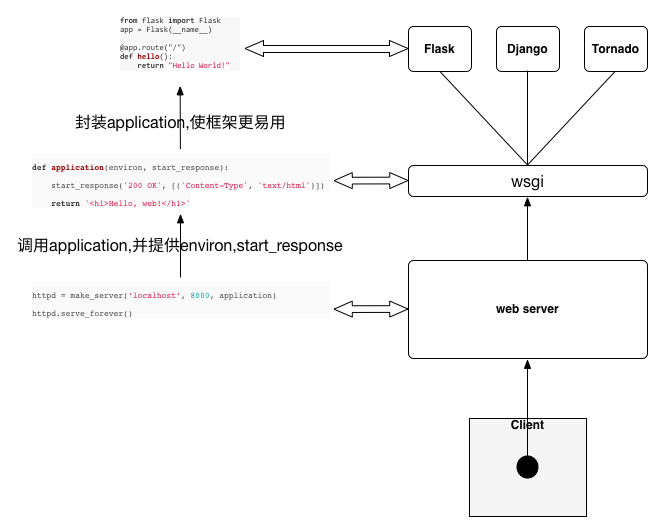 from flask import Flask
app = Flask(__name__)
@app.route("/")
def hello():
    return "Hello World!"
Flask
Django
Tornado
封装application,使框架更易用
def application(environ, start_response):
    start_response('200 OK', [('Content-Type', 'text/html')])
    return '<h1>Hello, web!</h1>'
wsgi
调用application,并提供environ,start_response
httpd = make_server('localhost', 8000, application)
httpd.serve_forever()
web server
Client